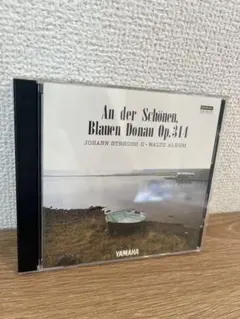 An der Schönen,
Blauen Donau Op.314
JOHANN STRAUSS II・WALTZ ALBUM
YAMAHA